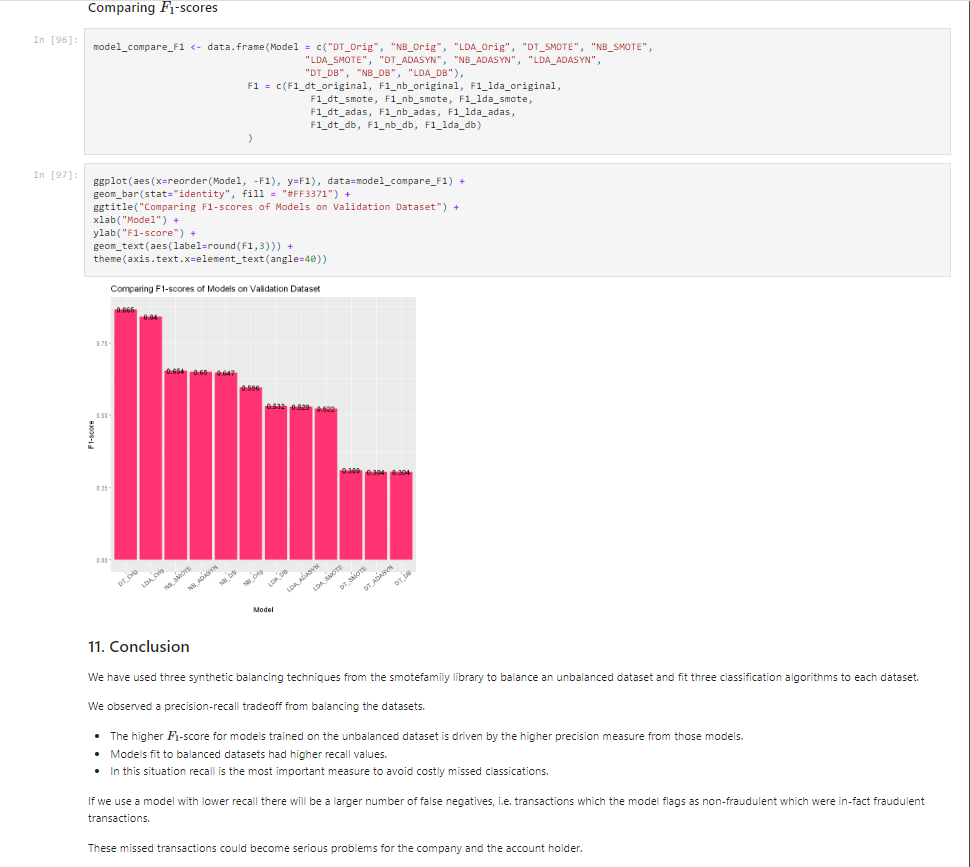 Comparing F1-scores
In [96]:
model_compare_F1 <- data.frame(Model = c("DT_Orig", "NB_Orig", "LDA_Orig", "DT_SMOTE", "NB_SMOTE",
"LDA_SMOTE", "DT_ADASYN", "NB_ADASYN", "LDA_ADASYN",
"DT_DB", "NB_DB", "LDA_DB"),
F1 = c(F1_dt_original, F1_nb_original, F1_lda_original,
F1_dt_smote, F1_nb_smote, F1_lda_smote,
F1_dt_adas, F1_nb_adas, F1_lda_adas,
F1_dt_db, F1_nb_db, F1_lda_db)
)
In [97]:
ggplot(aes(x=reorder(Model, -F1), y=F1), data=model_compare_F1) +
geom_bar(stat="identity", fill = "#FF3371") +
ggtitle("Comparing F1-scores of Models on Validation Dataset") +
xlab("Model") +
ylab("F1-score") +
geom_text(aes(label=round(F1,3))) +
theme(axis.text.x=element_text(angle=40))
Comparing F1-scores of Models on Validation Dataset
0.865 0.84 0.654 0.65 0.647 0.596 0.532 0.529 0.522 0.309 0.304 0.304
0.75
0.50
0.25
0.00
F1-score
DT_Orig LDA_Orig NB_SMOTE NB_ADASYN NB_DB NB_Orig LDA_DB LDA_ADASYN LDA_SMOTE DT_SMOTE DT_ADASYN DT_DB
Model
11. Conclusion
We have used three synthetic balancing techniques from the smotefamily library to balance an unbalanced dataset and fit three classification algorithms to each dataset.
We observed a precision-recall tradeoff from balancing the datasets.
• The higher F1-score for models trained on the unbalanced dataset is driven by the higher precision measure from those models.
• Models fit to balanced datasets had higher recall values.
• In this situation recall is the most important measure to avoid costly missed classications.
If we use a model with lower recall there will be a larger number of false negatives, i.e. transactions which the model flags as non-fraudulent which were in-fact fraudulent
transactions.
These missed transactions could become serious problems for the company and the account holder.